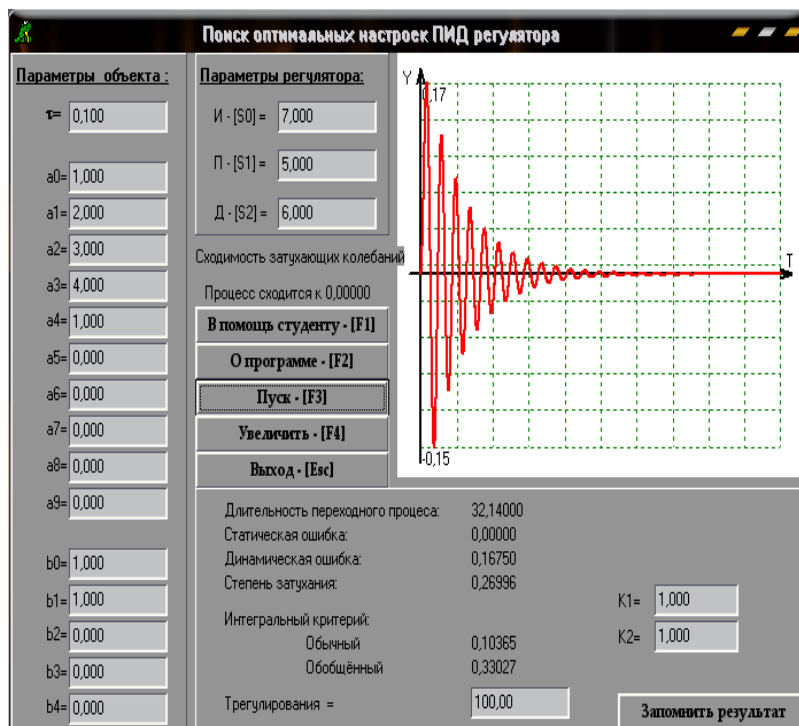 Поиск оптимальных настроек ПИД регулятора
Параметры объекта :
τ= 0,100
a0= 1,000
a1= 2,000
a2= 3,000
a3= 4,000
a4= 1,000
a5= 0,000
a6= 0,000
a7= 0,000
a8= 0,000
a9= 0,000
b0= 1,000
b1= 1,000
b2= 0,000
b3= 0,000
b4= 0,000
Параметры регулятора:
И - [S0] = 7,000
П - [S1] = 5,000
Д - [S2] = 6,000
Сходимость затухающих колебаний
Процесс сходится к 0,00000
В помощь студенту - [F1]
О программе - [F2]
Пуск - [F3]
Увеличить - [F4]
Выход - [Esc]
Y
0,17
T
-0,15
Длительность переходного процеса: 32,14000
Статическая ошибка: 0,00000
Динамическая ошибка: 0,16750
Степень затухания: 0,26996
Интегральный критерий:
Обычный 0,10365
Обобщённый 0,33027
Трегулирования = 100,00
K1= 1,000
K2= 1,000
Запомнить результат